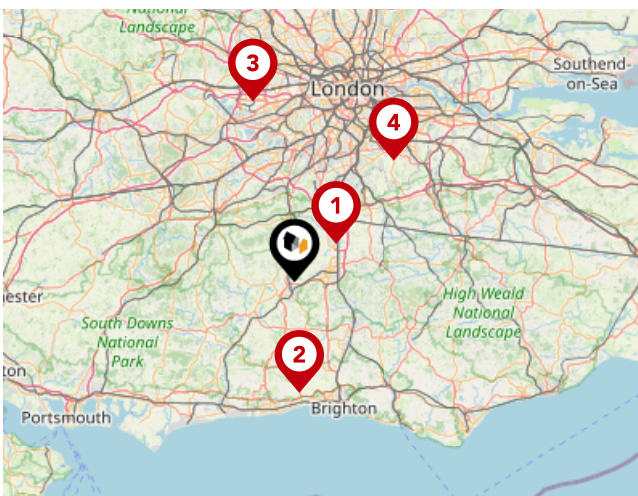 Landscape
3
Southend-
on-Sea
London
4
1
High Weald
National
Landscape
South Downs
National
Park
2
Brighton
Portsmouth